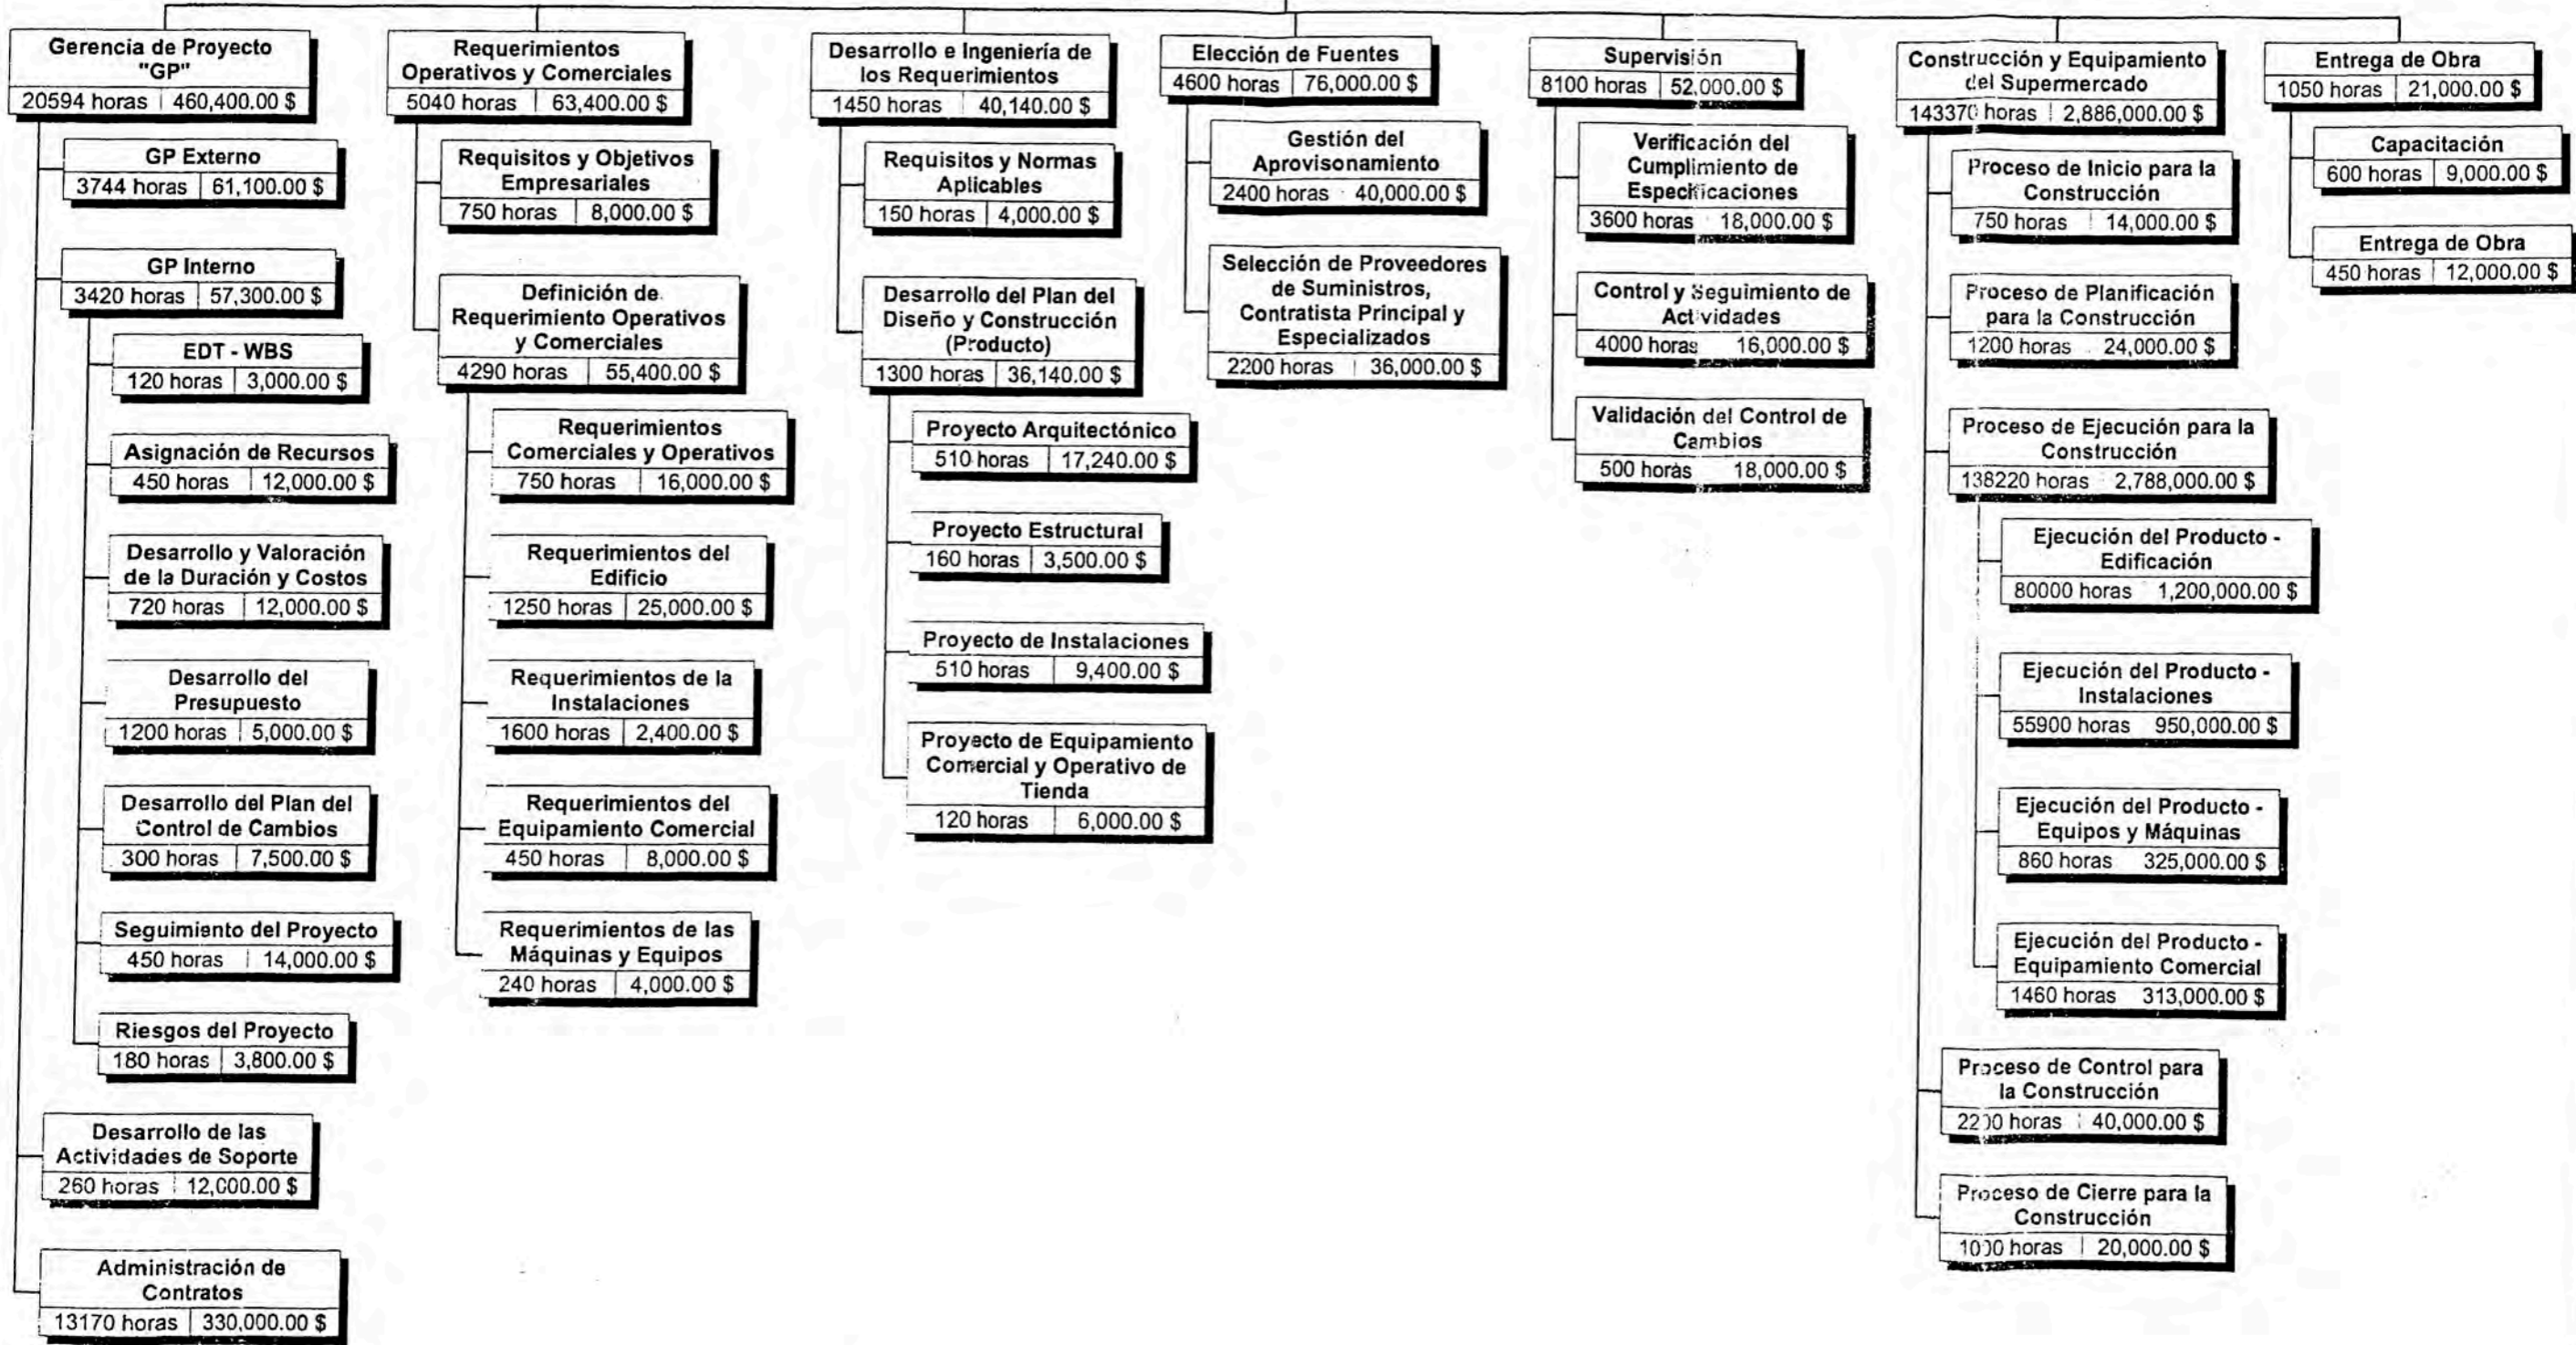 Gerencia de Proyecto
"GP"
20594 horas 460,400.00 $
GP Externo
3744 horas 61,100.00 $
GP Interno
3420 horas 57,300.00 $
EDT - WBS
120 horas 3,000.00 $
Asignación de Recursos
450 horas 12,000.00 $
Desarrollo y Valoración
de la Duración y Costos
720 horas 12,000.00 $
Desarrollo del
Presupuesto
1200 horas 5,000.00 $
Desarrollo del Plan del
Control de Cambios
300 horas 7,500.00 $
Seguimiento del Proyecto
450 horas 14,000.00 $
Riesgos del Proyecto
180 horas 3,800.00 $
Desarrollo de las
Actividades de Soporte
260 horas 12,000.00 $
Administración de
Contratos
13170 horas 330,000.00 $
Requerimientos
Operativos y Comerciales
5040 horas 63,400.00 $
Requisitos y Objetivos
Empresariales
750 horas 8,000.00 $
Definición de
Requerimiento Operativos
y Comerciales
4290 horas 55,400.00 $
Requerimientos
Comerciales y Operativos
750 horas 16,000.00 $
Requerimientos del
Edificio
1250 horas 25,000.00 $
Requerimientos de la
Instalaciones
1600 horas 2,400.00 $
Requerimientos del
Equipamiento Comercial
450 horas 8,000.00 $
Requerimientos de las
Máquinas y Equipos
240 horas 4,000.00 $
Desarrollo e Ingeniería de
los Requerimientos
1450 horas 40,140.00 $
Requisitos y Normas
Aplicables
150 horas 4,000.00 $
Desarrollo del Plan del
Diseño y Construcción
(Producto)
1300 horas 36,140.00 $
Proyecto Arquitectónico
510 horas 17,240.00 $
Proyecto Estructural
160 horas 3,500.00 $
Proyecto de Instalaciones
510 horas 9,400.00 $
Proyecto de Equipamiento
Comercial y Operativo de
Tienda
120 horas 6,000.00 $
Elección de Fuentes
4600 horas 76,000.00 $
Gestión del
Aprovisonamiento
2400 horas 40,000.00 $
Selección de Proveedores
de Suministros,
Contratista Principal y
Especializados
2200 horas 36,000.00 $
Supervisión
8100 horas 52,000.00 $
Verificación del
Cumplimiento de
Especificaciones
3600 horas 18,000.00 $
Control y Seguimiento de
Actividades
4000 horas 16,000.00 $
Validación del Control de
Cambios
500 horas 18,000.00 $
Construcción y Equipamiento
del Supermercado
143370 horas 2,886,000.00 $
Proceso de Inicio para la
Construcción
750 horas 14,000.00 $
Proceso de Planificación
para la Construcción
1200 horas 24,000.00 $
Proceso de Ejecución para la
Construcción
138220 horas 2,788,000.00 $
Ejecución del Producto -
Edificación
80000 horas 1,200,000.00 $
Ejecución del Producto -
Instalaciones
55900 horas 950,000.00 $
Ejecución del Producto -
Equipos y Máquinas
860 horas 325,000.00 $
Ejecución del Producto -
Equipamiento Comercial
1460 horas 313,000.00 $
Proceso de Control para
la Construcción
2200 horas 40,000.00 $
Proceso de Cierre para la
Construcción
1000 horas 20,000.00 $
Entrega de Obra
1050 horas 21,000.00 $
Capacitación
600 horas 9,000.00 $
Entrega de Obra
450 horas 12,000.00 $